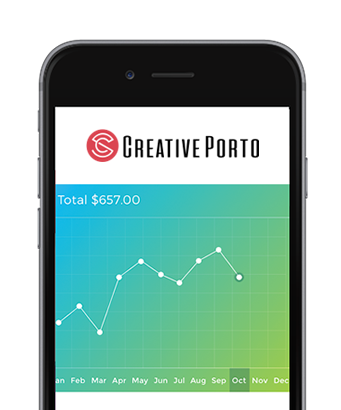 CREATIVE PORTO
Total $657.00
an Feb Mar Apr May Jun Jul Aug Sep Oct Nov Dec